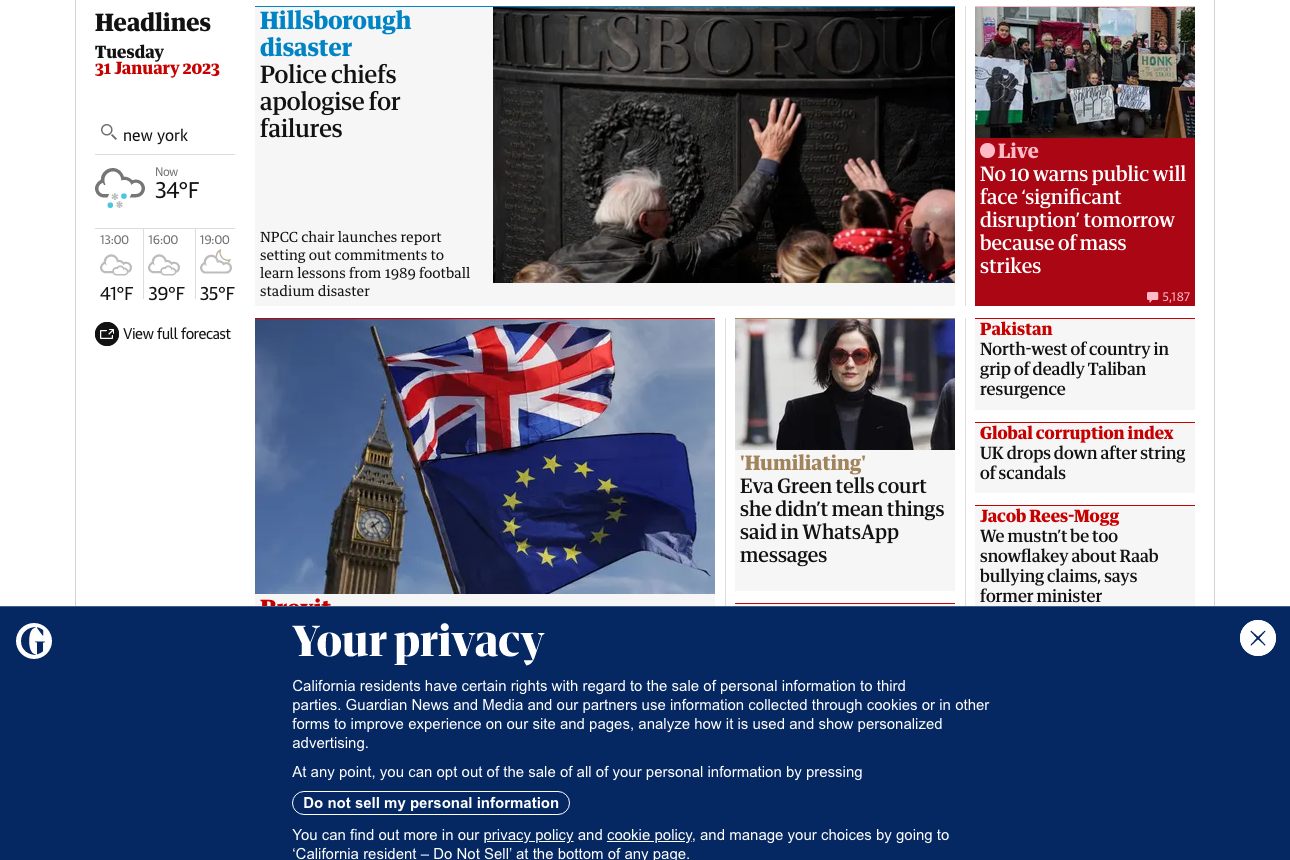 Headlines
Tuesday
31 January 2023
new york
Now
34°F
13:00
16:00
19:00
41°F
39°F
35°F
View full forecast
Hillsborough
disaster
Police chiefs
apologise for
failures
NPCC chair launches report
setting out commitments to
learn lessons from 1989 football
stadium disaster
HILLSBOROUG
HONK
Live
No 10 warns public will
face ‘significant
disruption’ tomorrow
because of mass
strikes
5,187
'Humiliating'
Eva Green tells court
she didn’t mean things
said in WhatsApp
messages
Pakistan
North-west of country in
grip of deadly Taliban
resurgence
Global corruption index
UK drops down after string
of scandals
Jacob Rees-Mogg
We mustn’t be too
snowflakey about Raab
bullying claims, says
former minister
Brexit
G
Your privacy
California residents have certain rights with regard to the sale of personal information to third
parties. Guardian News and Media and our partners use information collected through cookies or in other
forms to improve experience on our site and pages, analyze how it is used and show personalized
advertising.
At any point, you can opt out of the sale of all of your personal information by pressing
Do not sell my personal information
You can find out more in our privacy policy and cookie policy, and manage your choices by going to
‘California resident – Do Not Sell’ at the bottom of any page.